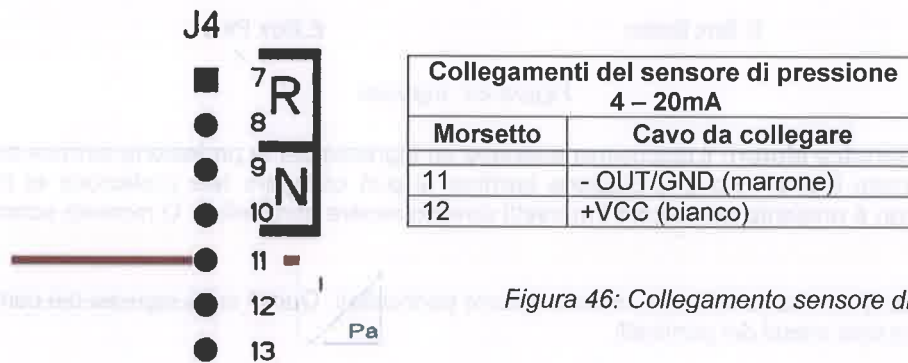 J4
7
R
8
9
N
10
11
12
Pa
13
Collegamenti del sensore di pressione
4 – 20mA
Morsetto Cavo da collegare
11 OUT/GND (marrone)
12 +VCC (bianco)
Figura 46: Collegamento sensore di